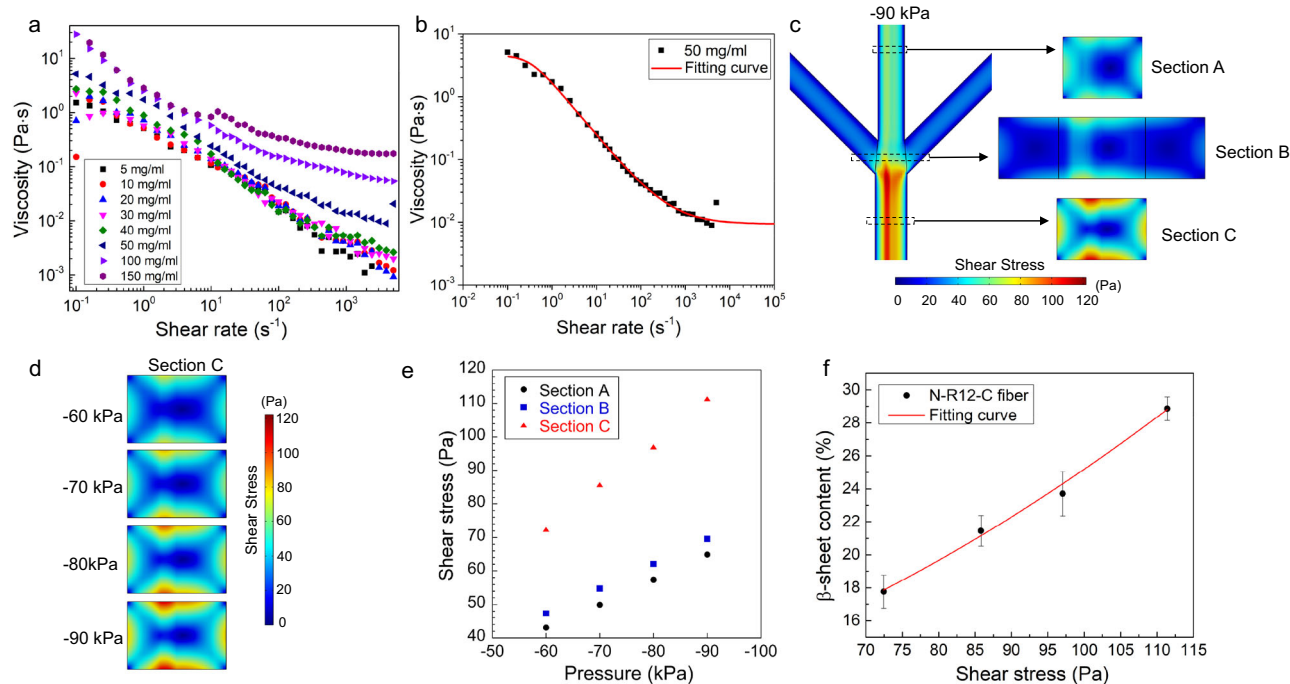 a
Viscosity (Pa·s)
10¹
10⁰
10⁻¹
10⁻²
10⁻³
5 mg/ml
10 mg/ml
20 mg/ml
30 mg/ml
40 mg/ml
50 mg/ml
100 mg/ml
150 mg/ml
10⁻¹ 10⁰ 10¹ 10² 10³
Shear rate (s⁻¹)
b
Viscosity (Pa·s)
10²
10¹
10⁰
10⁻¹
10⁻²
10⁻³
50 mg/ml
Fitting curve
10⁻² 10⁻¹ 10⁰ 10¹ 10² 10³ 10⁴ 10⁵
Shear rate (s⁻¹)
c
-90 kPa
Section A
Section B
Section C
Shear Stress
(Pa)
0 20 40 60 80 100 120
d
Section C
-60 kPa
-70 kPa
-80kPa
-90 kPa
(Pa)
Shear Stress
120
100
80
60
40
20
0
e
Shear stress (Pa)
120
110
100
90
80
70
60
50
40
Section A
Section B
Section C
-50 -60 -70 -80 -90 -100
Pressure (kPa)
f
β-sheet content (%)
30
28
26
24
22
20
18
16
14
12
10
N-R12-C fiber
Fitting curve
70 75 80 85 90 95 100 105 110 115
Shear stress (Pa)